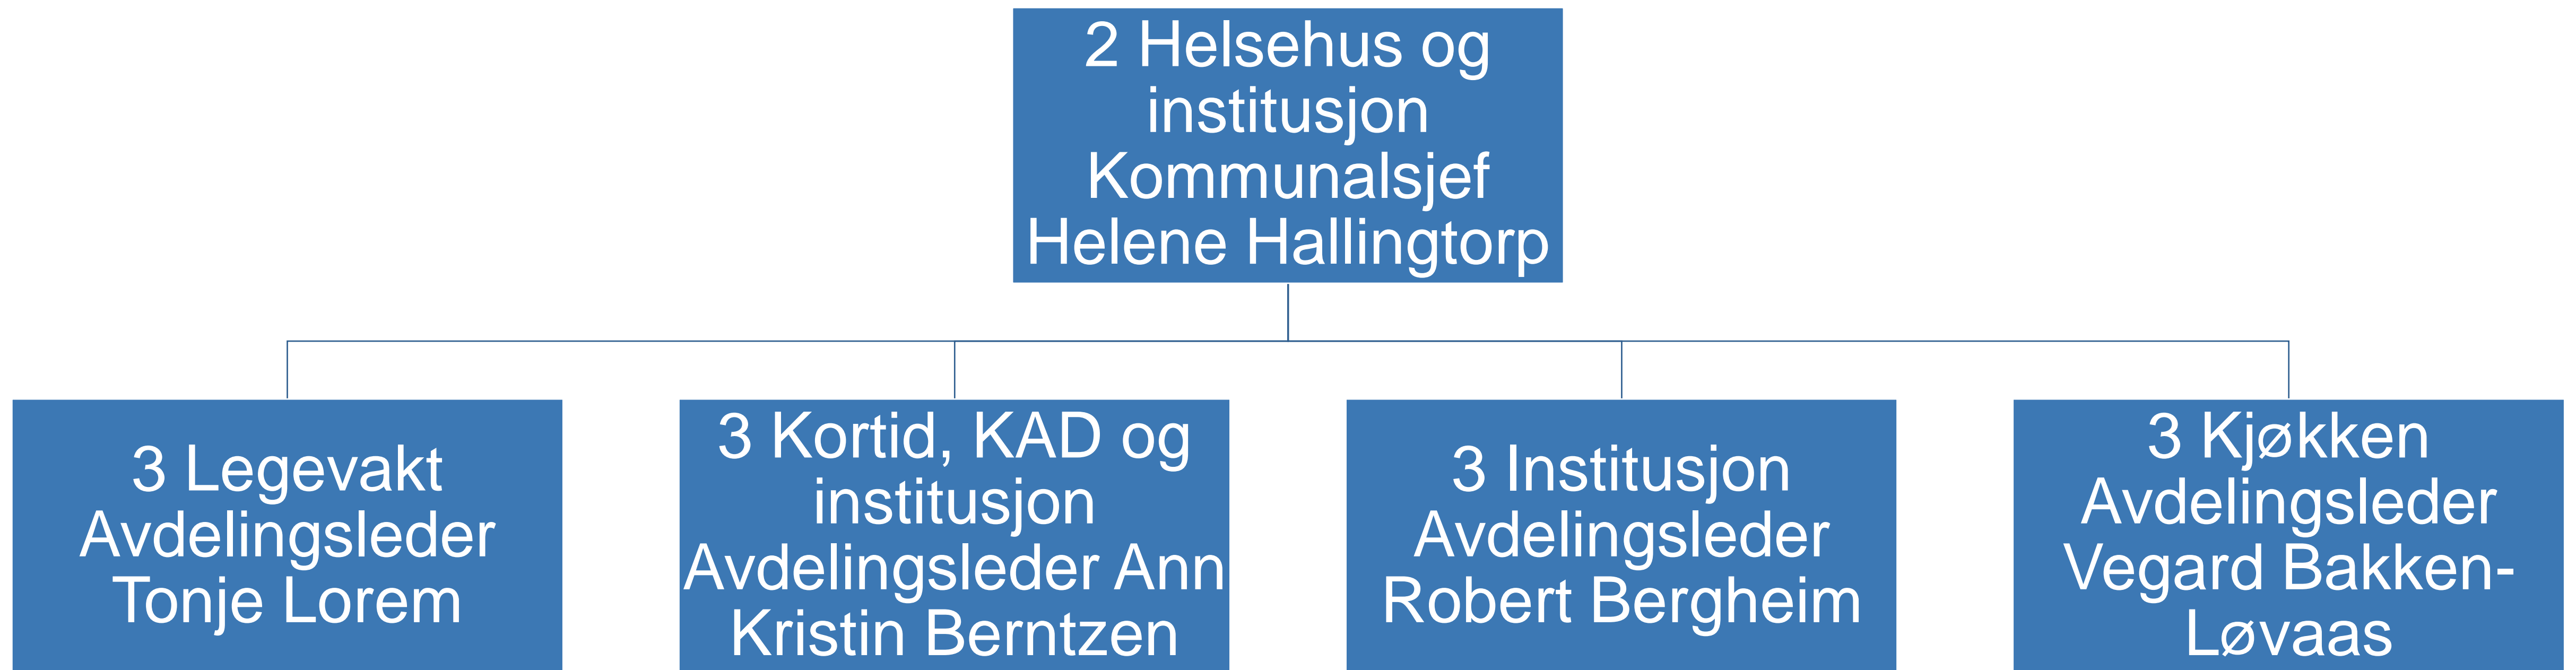 2 Helsehus og
institusjon
Kommunalsjef
Helene Hallingtorp
3 Legevakt
Avdelingsleder
Tonje Lorem
3 Kortid, KAD og
institusjon
Avdelingsleder Ann
Kristin Berntzen
3 Institusjon
Avdelingsleder
Robert Bergheim
3 Kjøkken
Avdelingsleder
Vegard Bakken-
Løvaas